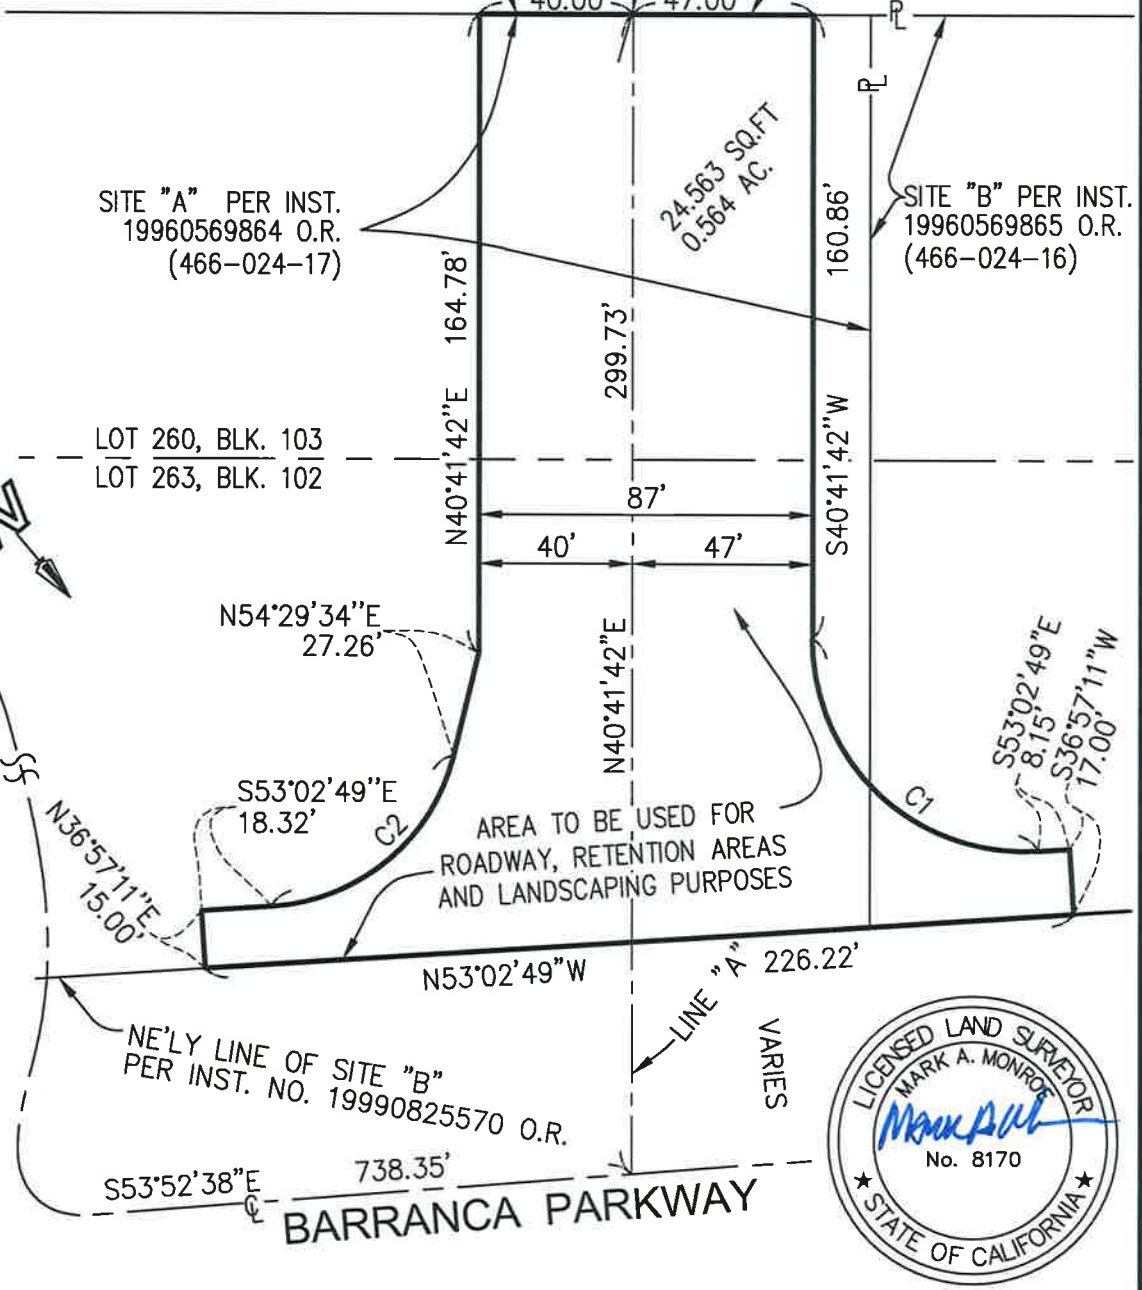 40.00'
47.00'
PL
PL
24.563 SQ.FT
0.564 AC.
SITE "A" PER INST.
19960569864 O.R.
(466-024-17)
SITE "B" PER INST.
19960569865 O.R.
(466-024-16)
N40°41'42"E 164.78'
299.73'
S40°41'42"W 160.86'
LOT 260, BLK. 103
LOT 263, BLK. 102
87'
40'
47'
N54°29'34"E
27.26'
N40°41'42"E
S53°02'49"E
8.15'
S36°57'11"W
17.00'
S53°02'49"E
18.32'
C2
C1
N36°57'11"E
15.00'
AREA TO BE USED FOR
ROADWAY, RETENTION AREAS
AND LANDSCAPING PURPOSES
N53°02'49"W
226.22'
LINE "A"
NE'LY LINE OF SITE "B"
PER INST. NO. 19990825570 O.R.
VARIES
S53°52'38"E
738.35'
CL
BARRANCA PARKWAY
LICENSED LAND SURVEYOR
MARK A. MONROE
No. 8170
STATE OF CALIFORNIA